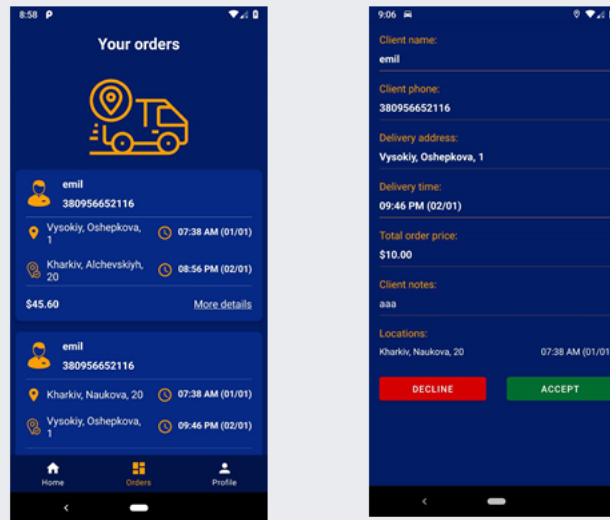 8:58
Your orders
emil
380956652116
Vysokiy, Oshepkova,
1
07:38 AM (01/01)
Kharkiv, Alchevskiyh,
20
08:56 PM (02/01)
$45.60
More details
emil
380956652116
Kharkiv, Naukova, 20
07:38 AM (01/01)
Vysokiy, Oshepkova,
1
09:46 PM (02/01)
Home
Orders
Profile
9:06
Client name:
emil
Client phone:
380956652116
Delivery address:
Vysokiy, Oshepkova, 1
Delivery time:
09:46 PM (02/01)
Total order price:
$10.00
Client notes:
aaa
Locations:
Kharkiv, Naukova, 20
07:38 AM (01/01
DECLINE
ACCEPT